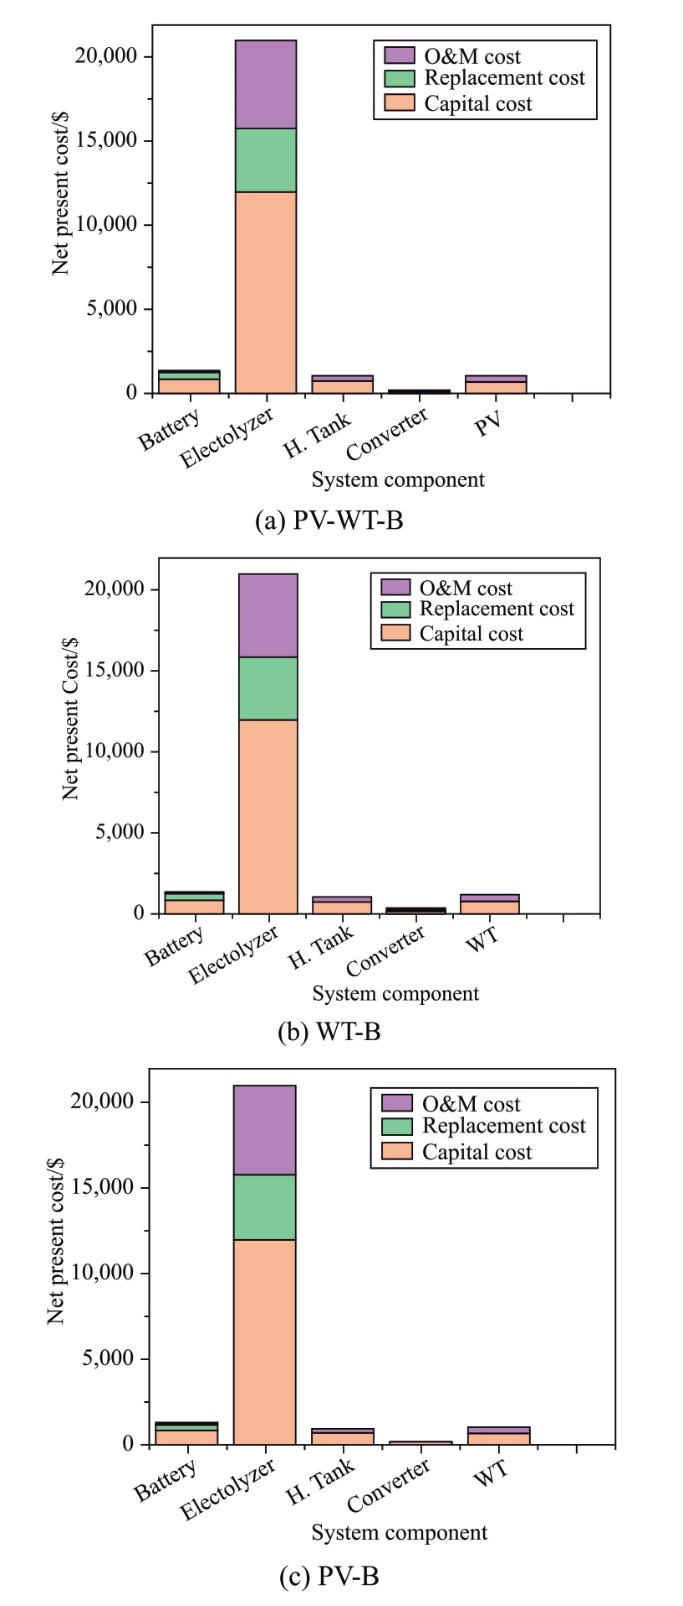 20,000
15,000
10,000
5,000
0
Net present cost/$
O&M cost
Replacement cost
Capital cost
Battery
Electolyzer
H. Tank
Converter
PV
System component
(a) PV-WT-B
20,000
15,000
10,000
5,000
0
Net present Cost/$
O&M cost
Replacement cost
Capital cost
Battery
Electolyzer
H. Tank
Converter
WT
System component
(b) WT-B
20,000
15,000
10,000
5,000
0
Net present cost/$
O&M cost
Replacement cost
Capital cost
Battery
Electolyzer
H. Tank
Converter
WT
System component
(c) PV-B